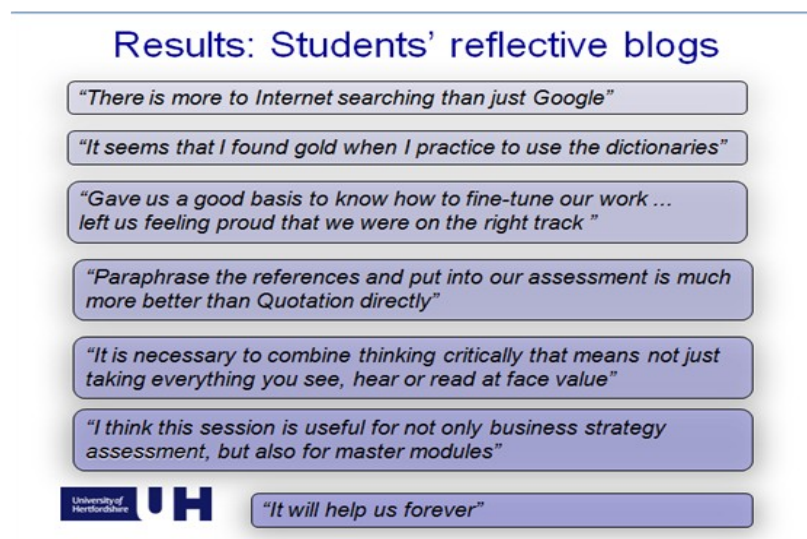 Results: Students’ reflective blogs
“There is more to Internet searching than just Google”
“It seems that I found gold when I practice to use the dictionaries”
“Gave us a good basis to know how to fine-tune our work ...
left us feeling proud that we were on the right track ”
“Paraphrase the references and put into our assessment is much
more better than Quotation directly”
“It is necessary to combine thinking critically that means not just
taking everything you see, hear or read at face value”
“I think this session is useful for not only business strategy
assessment, but also for master modules”
University of
Hertfordshire
UH
“It will help us forever”